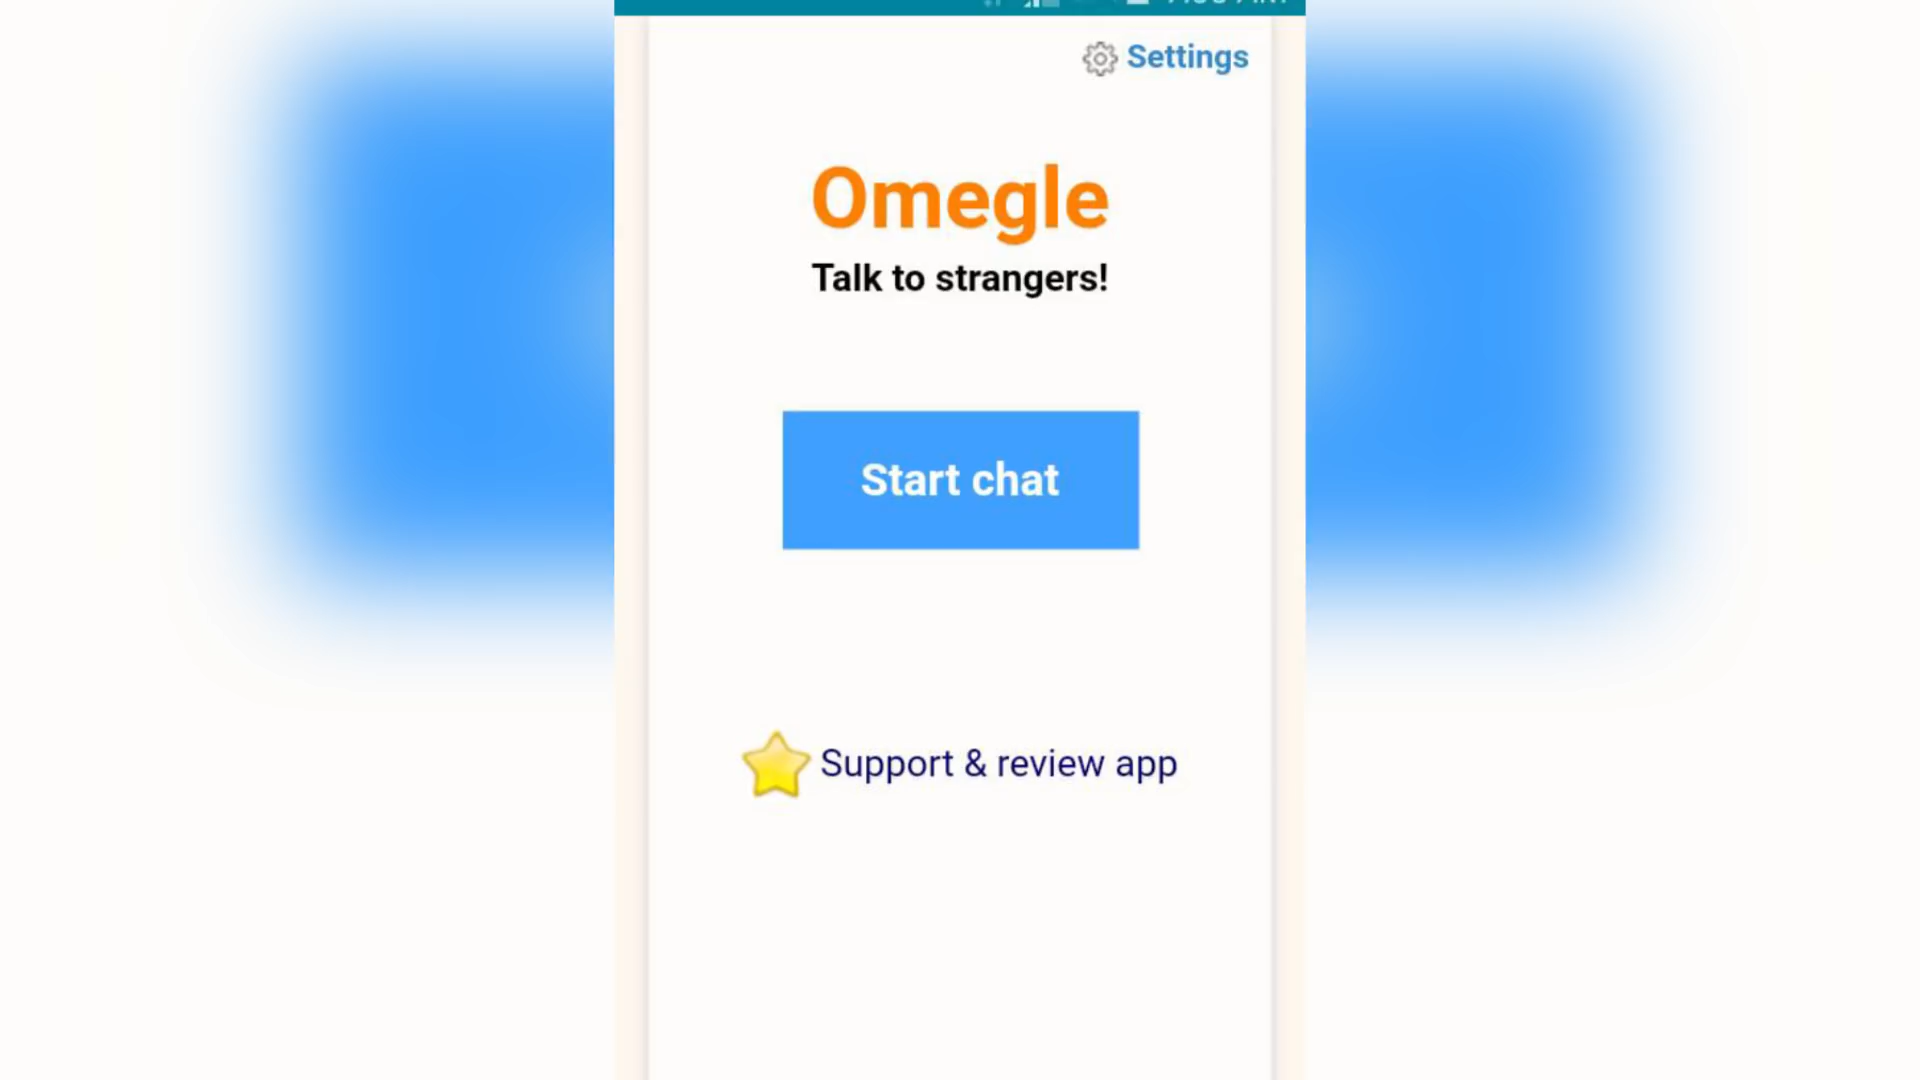 Settings
Omegle
Talk to strangers!
Start chat
Support & review app